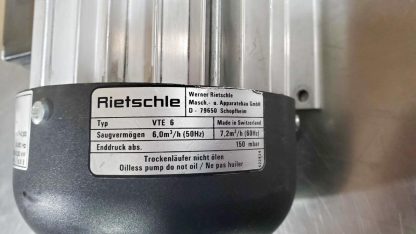 Rietschle
Werner Rietschle
Masch.- u. Apparatebau GmbH
D - 79650 Schopfheim
Typ VTE 6 Made in Switzerland
Saugvermögen 6,0m³/h (50Hz) 7,2m³/h (60Hz)
Enddruck abs. 150 mbar
Trockenläufer nicht ölen
Oilless pump do not oil / Ne pas huiler